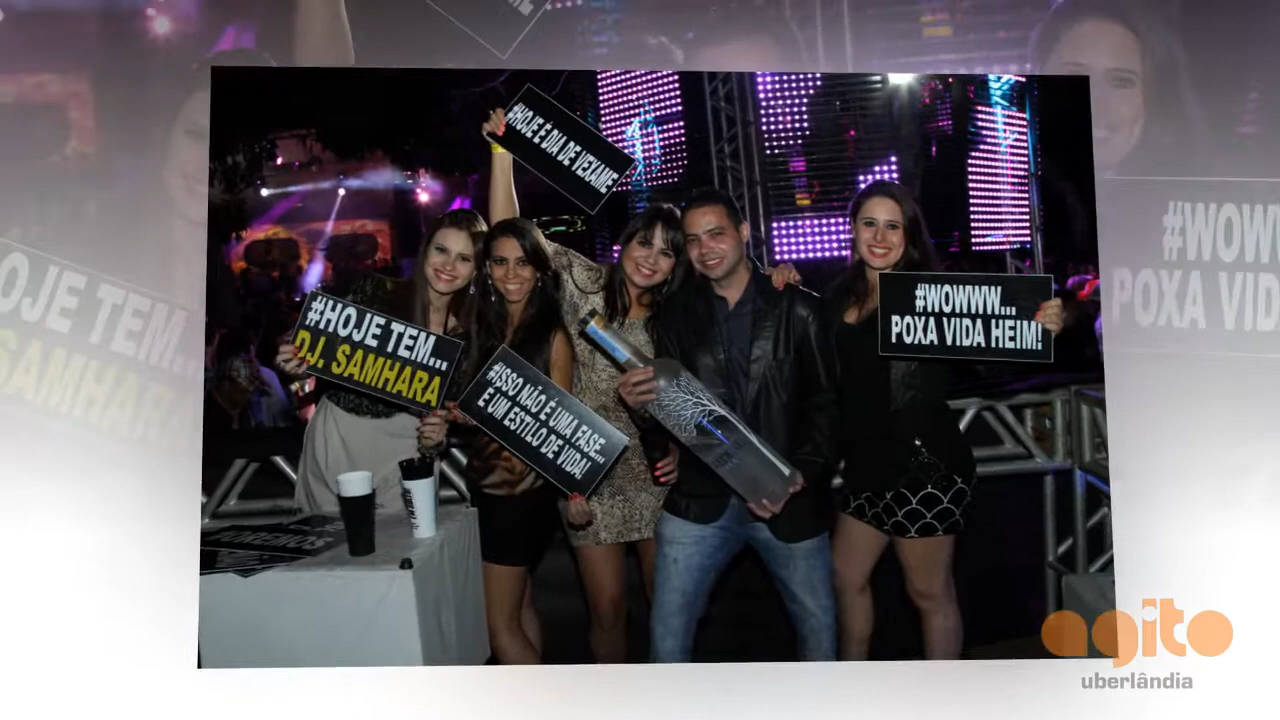 #HOJE É DIA DE VEXAME
#HOJE TEM...
DJ. SAMHARA
#ISSO NÃO É UMA FASE...
É UM ESTILO DE VIDA!
#WOWWW...
POXA VIDA HEIM!
OJE TEM...
SAMHARA
#WOW
POXA VID
agito
uberlândia